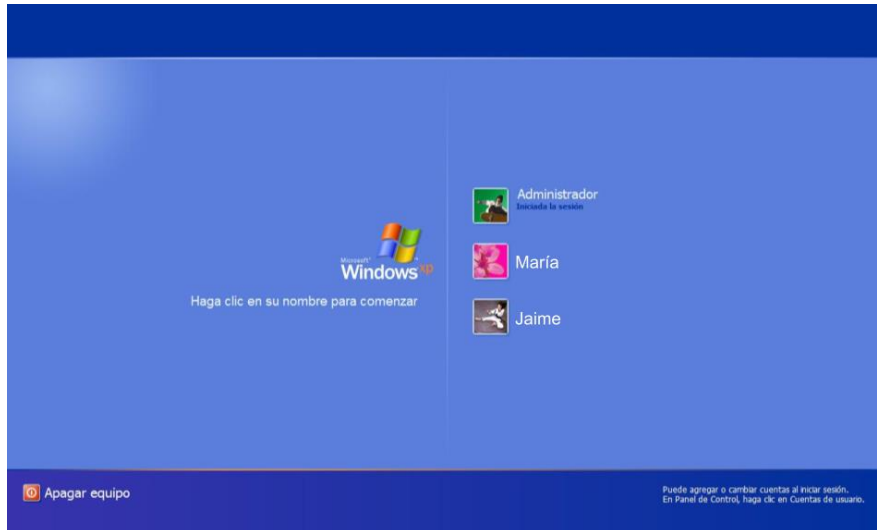 Administrador
Iniciada la sesión
Microsoft®
Windows xp
María
Haga clic en su nombre para comenzar
Jaime
Apagar equipo
Puede agregar o cambiar cuentas al iniciar sesión.
En Panel de Control, haga clic en Cuentas de usuario.